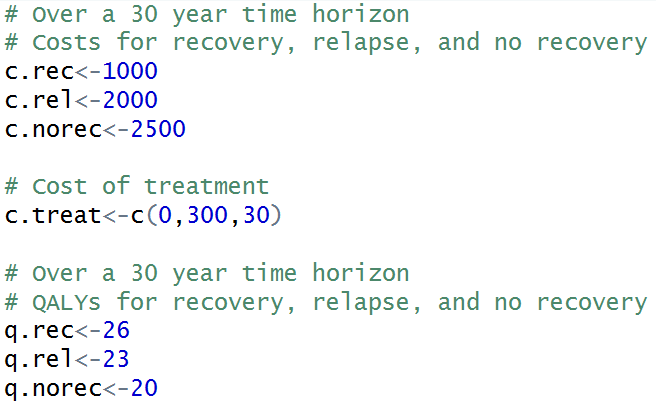 # Over a 30 year time horizon
# Costs for recovery, relapse, and no recovery
c.rec<-1000
c.rel<-2000
c.norec<-2500
# Cost of treatment
c.treat<-c(0,300,30)
# Over a 30 year time horizon
# QALYs for recovery, relapse, and no recovery
q.rec<-26
q.rel<-23
q.norec<-20